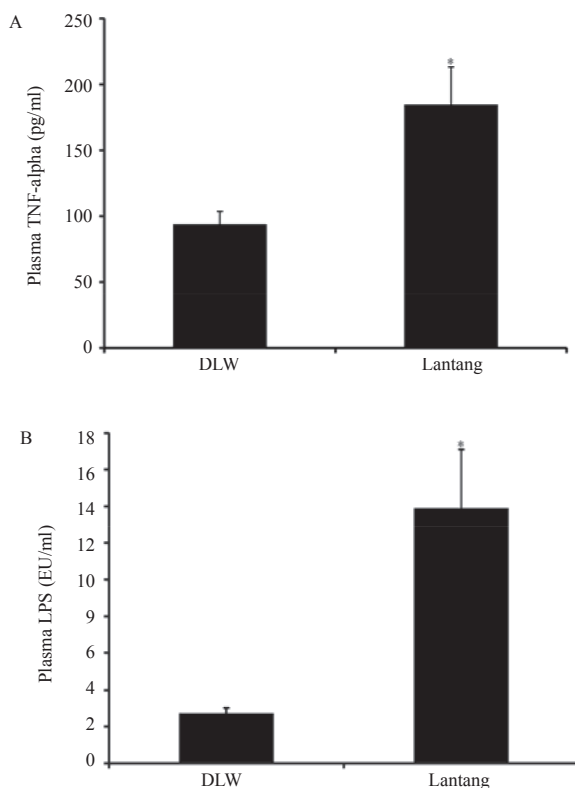 A
Plasma TNF-alpha (pg/ml)
250
200
150
100
50
0
*
DLW
Lantang
B
Plasma LPS (EU/ml)
18
16
14
12
10
9
6
4
2
0
*
DLW
Lantang